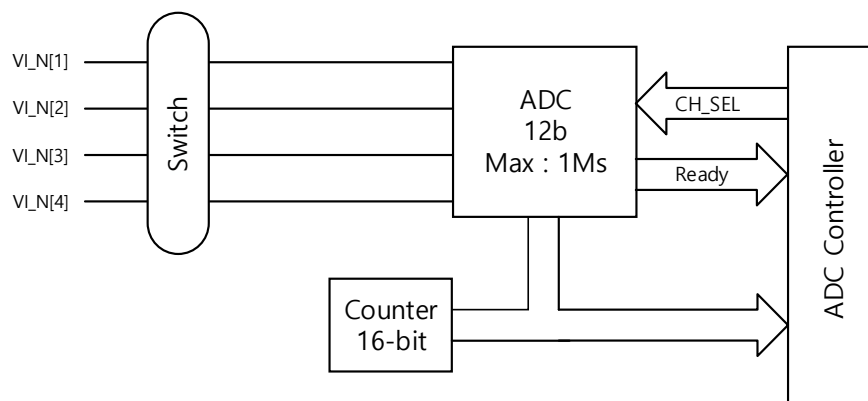 VI_N[1]
VI_N[2]
VI_N[3]
VI_N[4]
Switch
ADC
12b
Max : 1Ms
CH_SEL
Ready
Counter
16-bit
ADC Controller